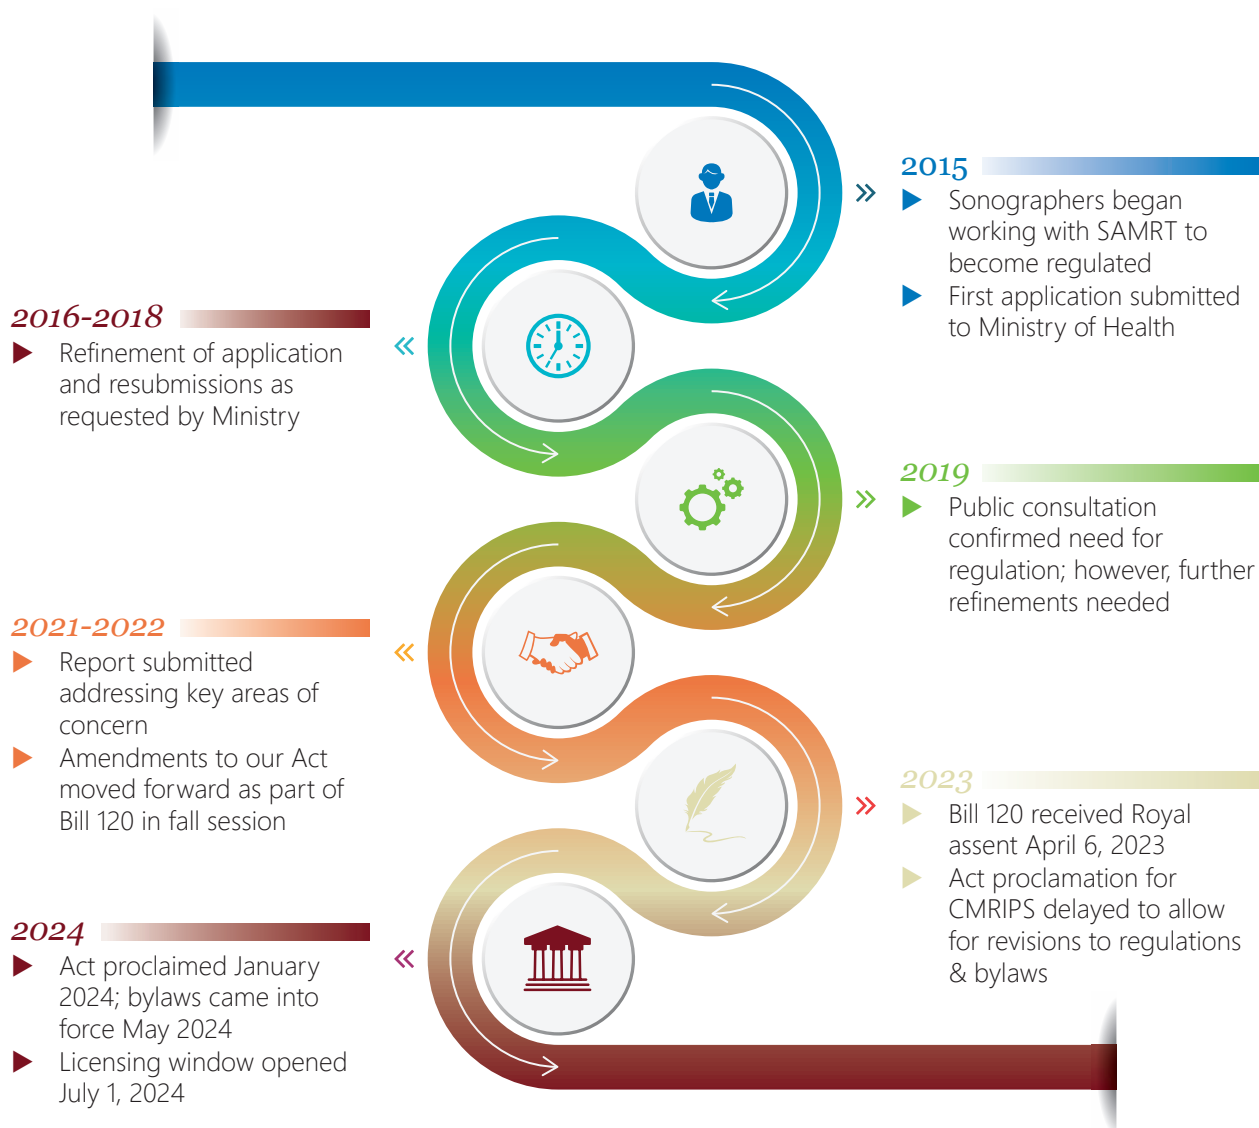 2015
Sonographers began
working with SAMRT to
become regulated
First application submitted
to Ministry of Health
2016-2018
Refinement of application
and resubmissions as
requested by Ministry
2019
Public consultation
confirmed need for
regulation; however, further
refinements needed
2021-2022
Report submitted
addressing key areas of
concern
Amendments to our Act
moved forward as part of
Bill 120 in fall session
2023
Bill 120 received Royal
assent April 6, 2023
Act proclamation for
CMRIPS delayed to allow
for revisions to regulations
& bylaws
2024
Act proclaimed January
2024; bylaws came into
force May 2024
Licensing window opened
July 1, 2024